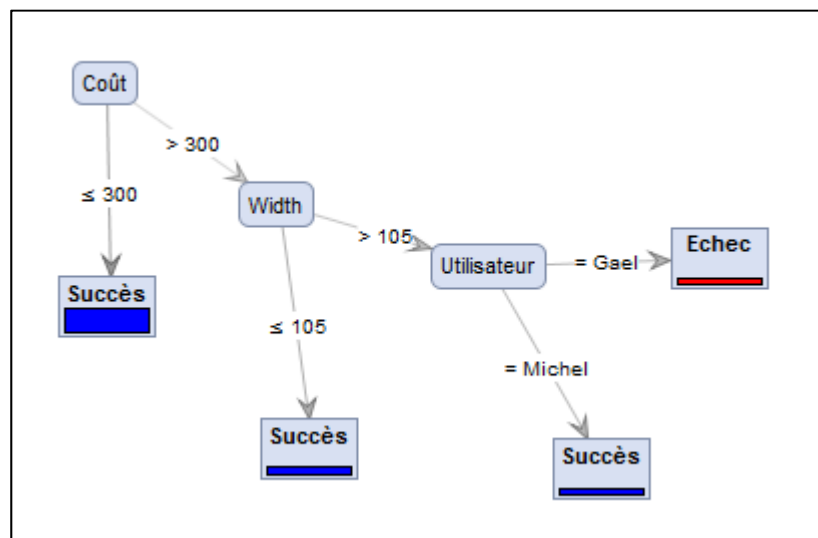 Coût
> 300
≤ 300
Width
> 105
Utilisateur
= Gael
Echec
Succès
≤ 105
= Michel
Succès
Succès